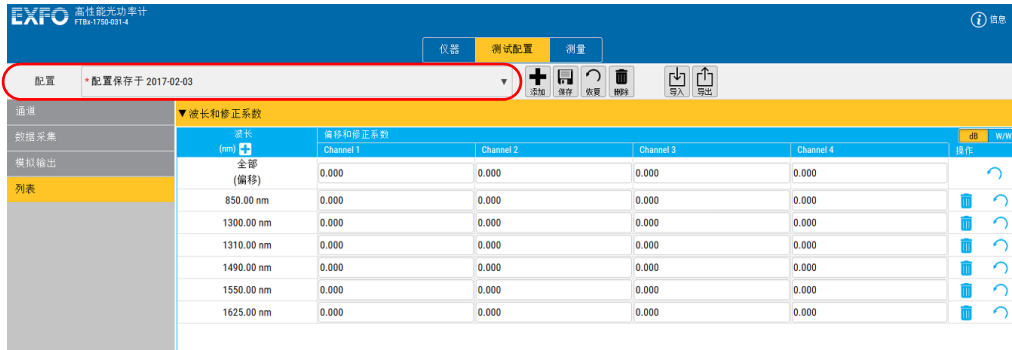 EXFO 高性能光功率计
FTBx-1750-031-4
信息
仪器 测试配置 测量
配置 *配置保存于 2017-02-03
添加 保存 恢复 删除 导入 导出
通道
数据采集
模拟输出
列表
波长和修正系数
波长 偏移和修正系数 dB W/W
(nm) Channel 1 Channel 2 Channel 3 Channel 4 操作
全部
(偏移) 0.000 0.000 0.000 0.000
850.00 nm 0.000 0.000 0.000 0.000
1300.00 nm 0.000 0.000 0.000 0.000
1310.00 nm 0.000 0.000 0.000 0.000
1490.00 nm 0.000 0.000 0.000 0.000
1550.00 nm 0.000 0.000 0.000 0.000
1625.00 nm 0.000 0.000 0.000 0.000